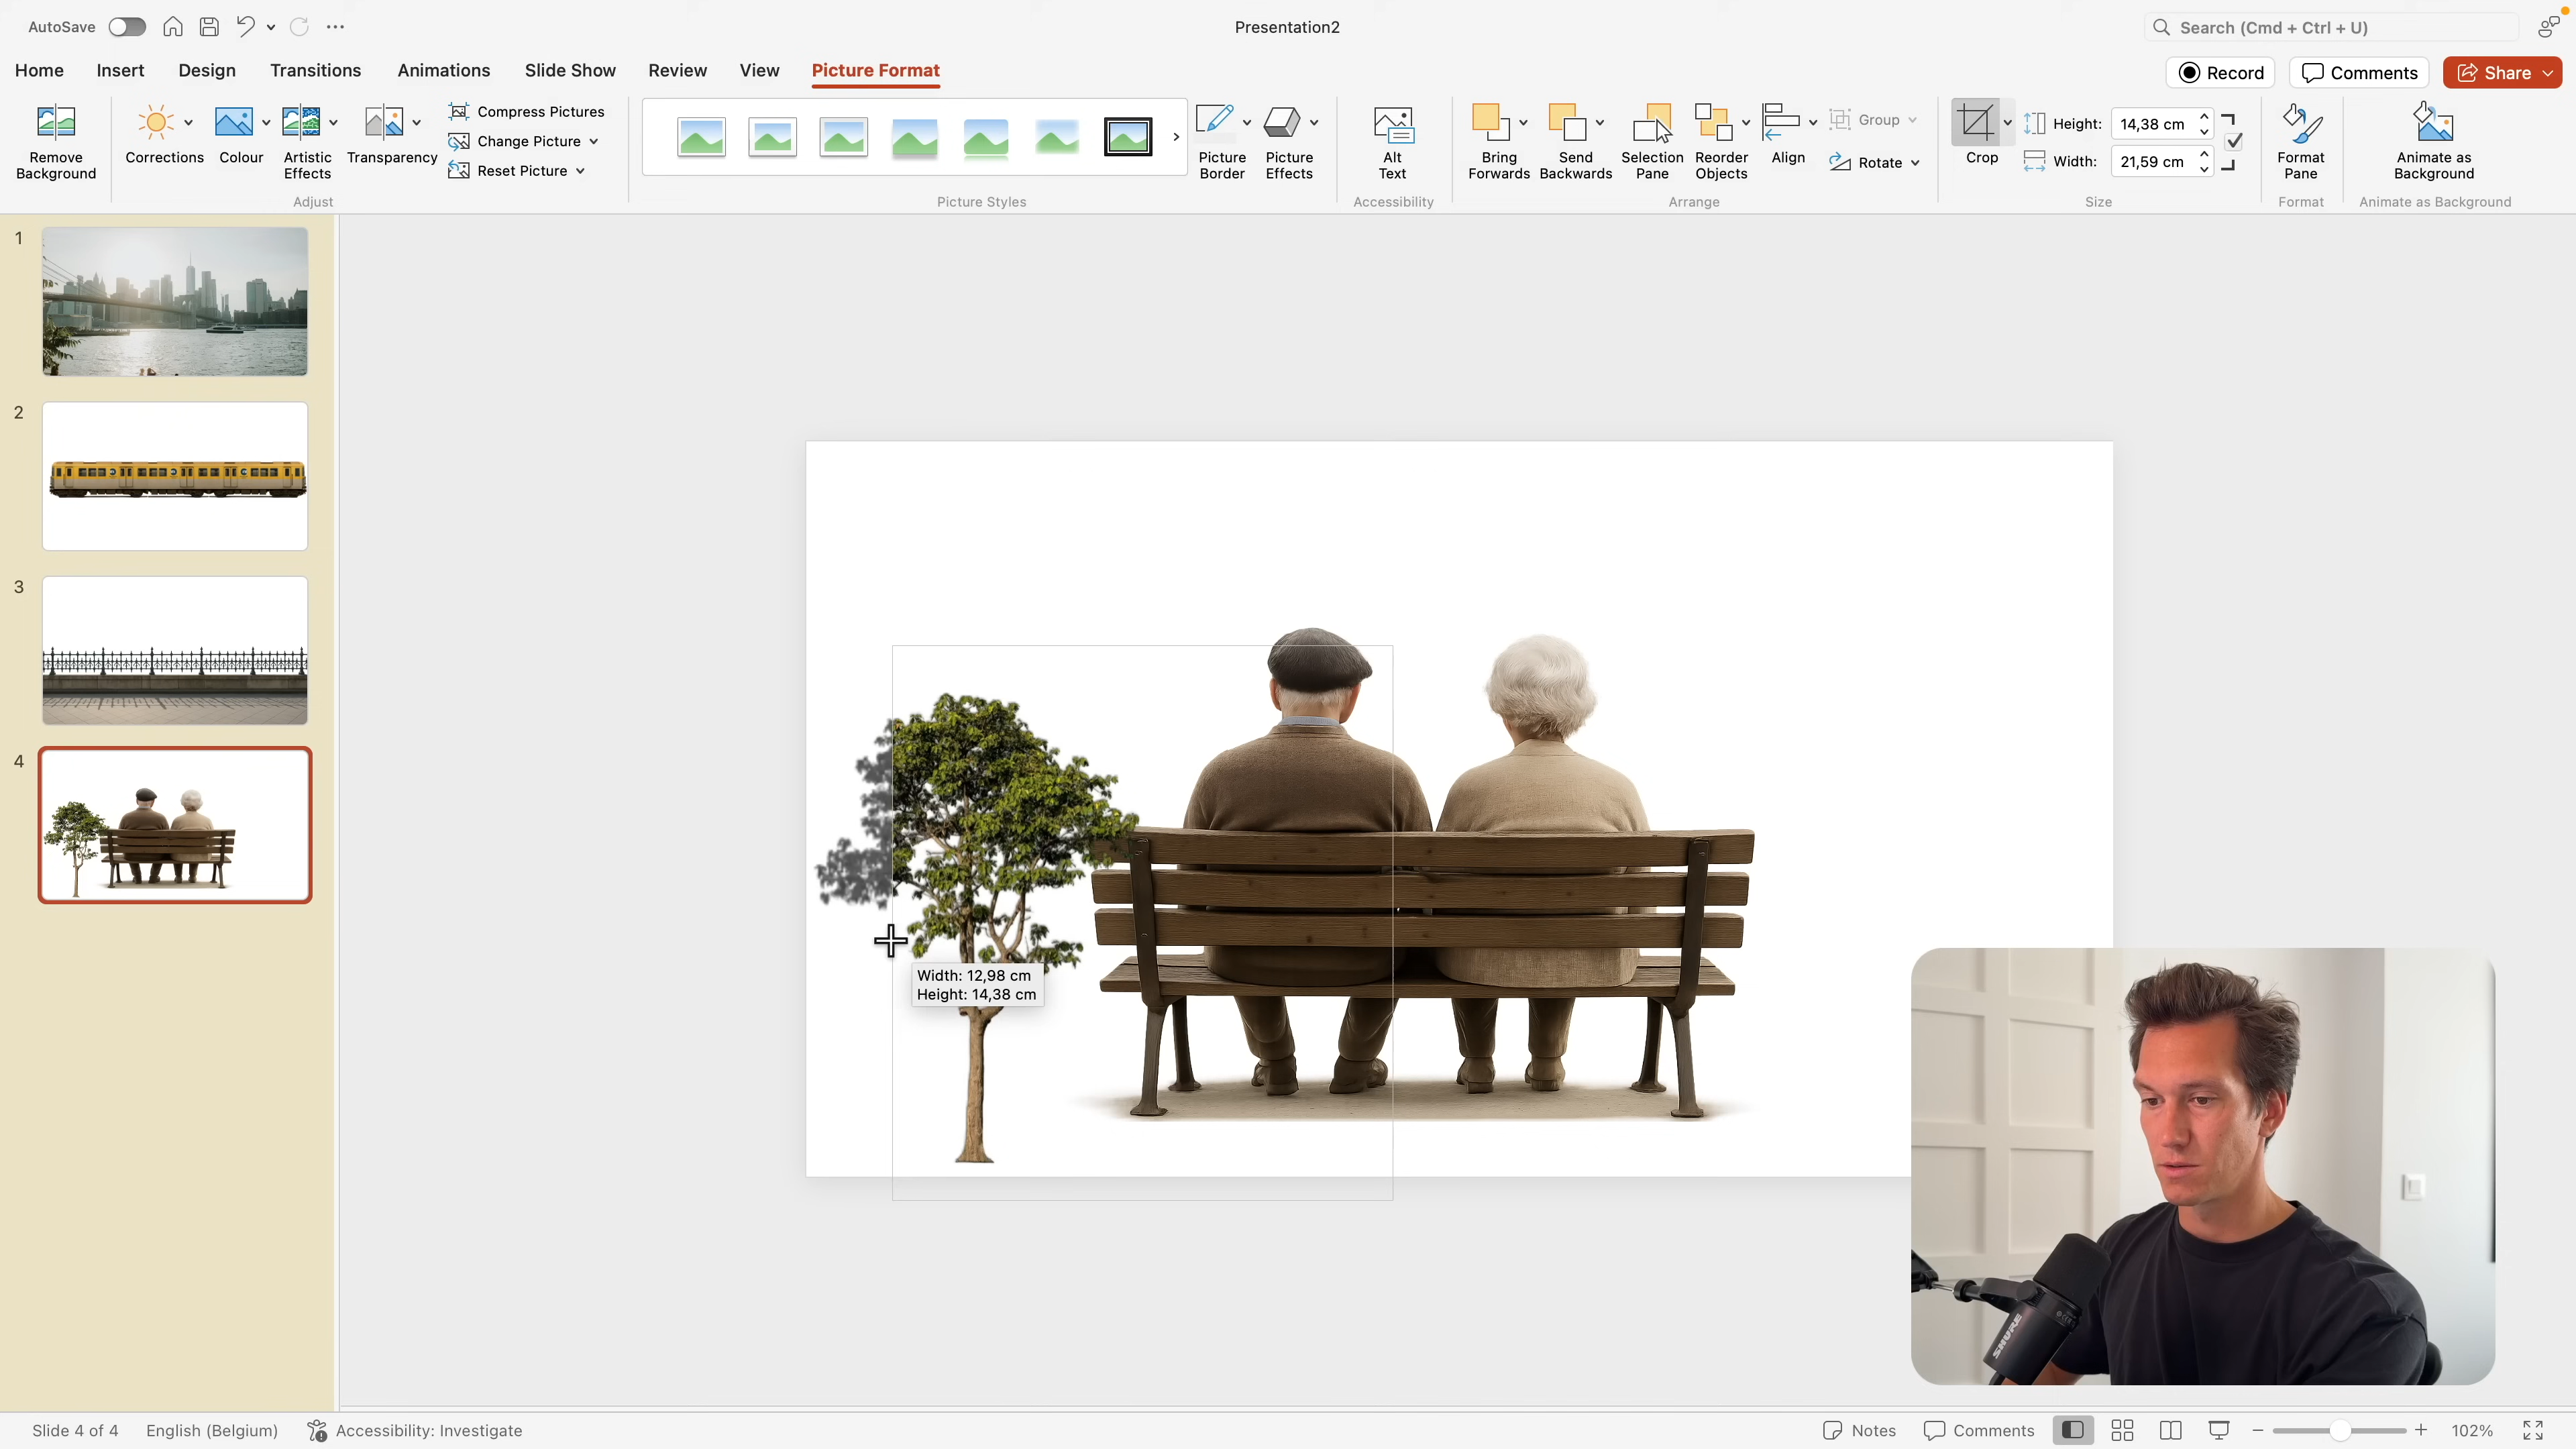 AutoSave
Presentation2
Search (Cmd + Ctrl + U)
Home Insert Design Transitions Animations Slide Show Review View Picture Format
Record Comments Share
Remove Background
Corrections
Colour
Artistic Effects
Transparency
Compress Pictures
Change Picture
Reset Picture
Adjust
Picture Styles
Picture Border
Picture Effects
Alt Text
Accessibility
Bring Forwards
Send Backwards
Selection Pane
Reorder Objects
Align
Group
Rotate
Arrange
Crop
Height: 14,38 cm
Width: 21,59 cm
Size
Format Pane
Format
Animate as Background
Animate as Background
1
2
3
4
Width: 12,98 cm
Height: 14,38 cm
SHURE
Slide 4 of 4 English (Belgium) Accessibility: Investigate
Notes Comments 102%